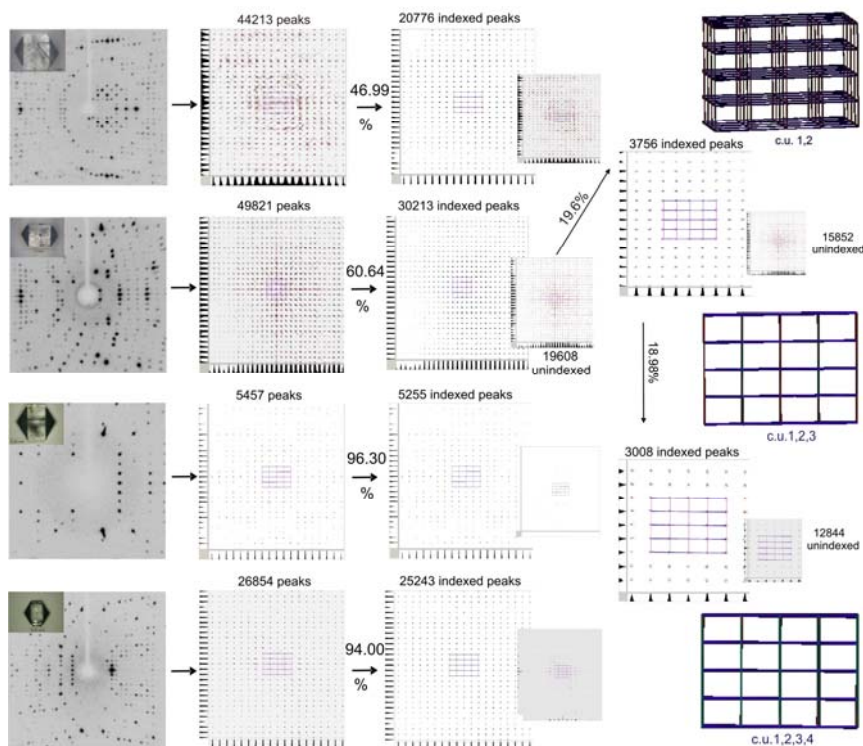 44213 peaks
20776 indexed peaks
46.99
%
c.u. 1,2
3756 indexed peaks
19.6%
15852
unindexed
49821 peaks
30213 indexed peaks
60.64
%
19608
unindexed
18.98%
c.u.1,2,3
5457 peaks
5255 indexed peaks
96.30
%
3008 indexed peaks
12844
unindexed
26854 peaks
25243 indexed peaks
94.00
%
c.u.1,2,3,4